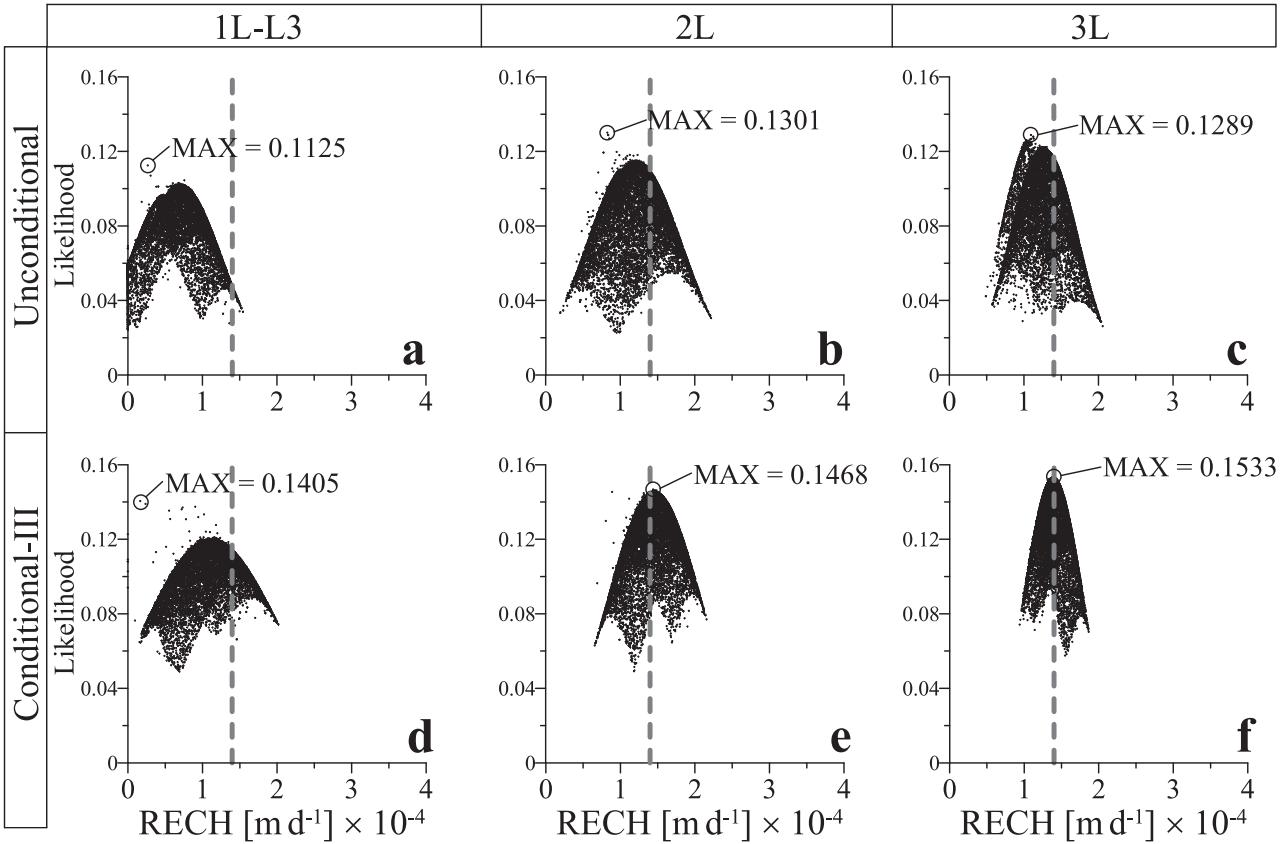 1L-L3 2L 3L
Unconditional
Likelihood
0.16
0.12
0.08
0.04
0
MAX = 0.1125
a
0 1 2 3 4
0.16
0.12
0.08
0.04
0
MAX = 0.1301
b
0 1 2 3 4
0.16
0.12
0.08
0.04
0
MAX = 0.1289
c
0 1 2 3 4
Conditional-III
Likelihood
0.16
0.12
0.08
0.04
0
MAX = 0.1405
d
0 1 2 3 4
RECH [m d⁻¹] × 10⁻⁴
0.16
0.12
0.08
0.04
0
MAX = 0.1468
e
0 1 2 3 4
RECH [m d⁻¹] × 10⁻⁴
0.16
0.12
0.08
0.04
0
MAX = 0.1533
f
0 1 2 3 4
RECH [m d⁻¹] × 10⁻⁴